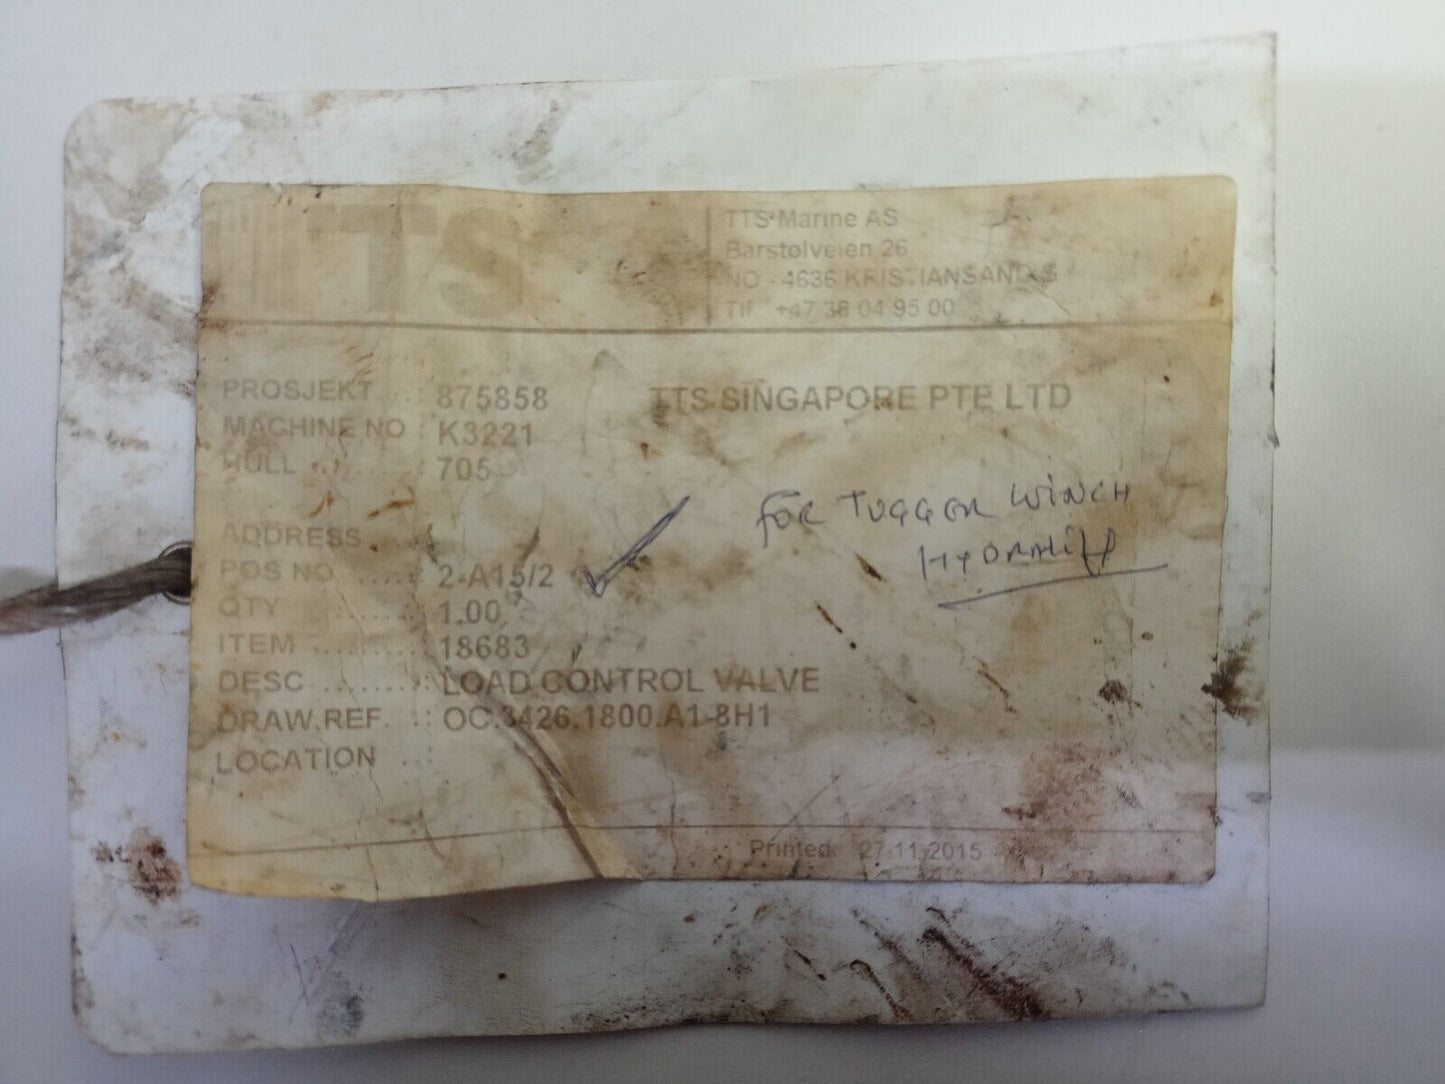 TTS
TTS Marine AS
Barstølveien 26
NO - 4636 KRISTIANSAND S
Tlf +47 38 04 95 00
PROSJEKT ..: 875858 TTS SINGAPORE PTE LTD
MACHINE NO : K3221
HULL ........: 705
FOR TUGGER WINCH
ADDRESS
POS NO ......: 2-A15/2
QTY ........: 1.00
ITEM ..........: 18683
DESC .........: LOAD CONTROL VALVE
DRAW.REF. .: OC.3426.1800.A1-8H1
LOCATION :
Printed: 27.11.2015